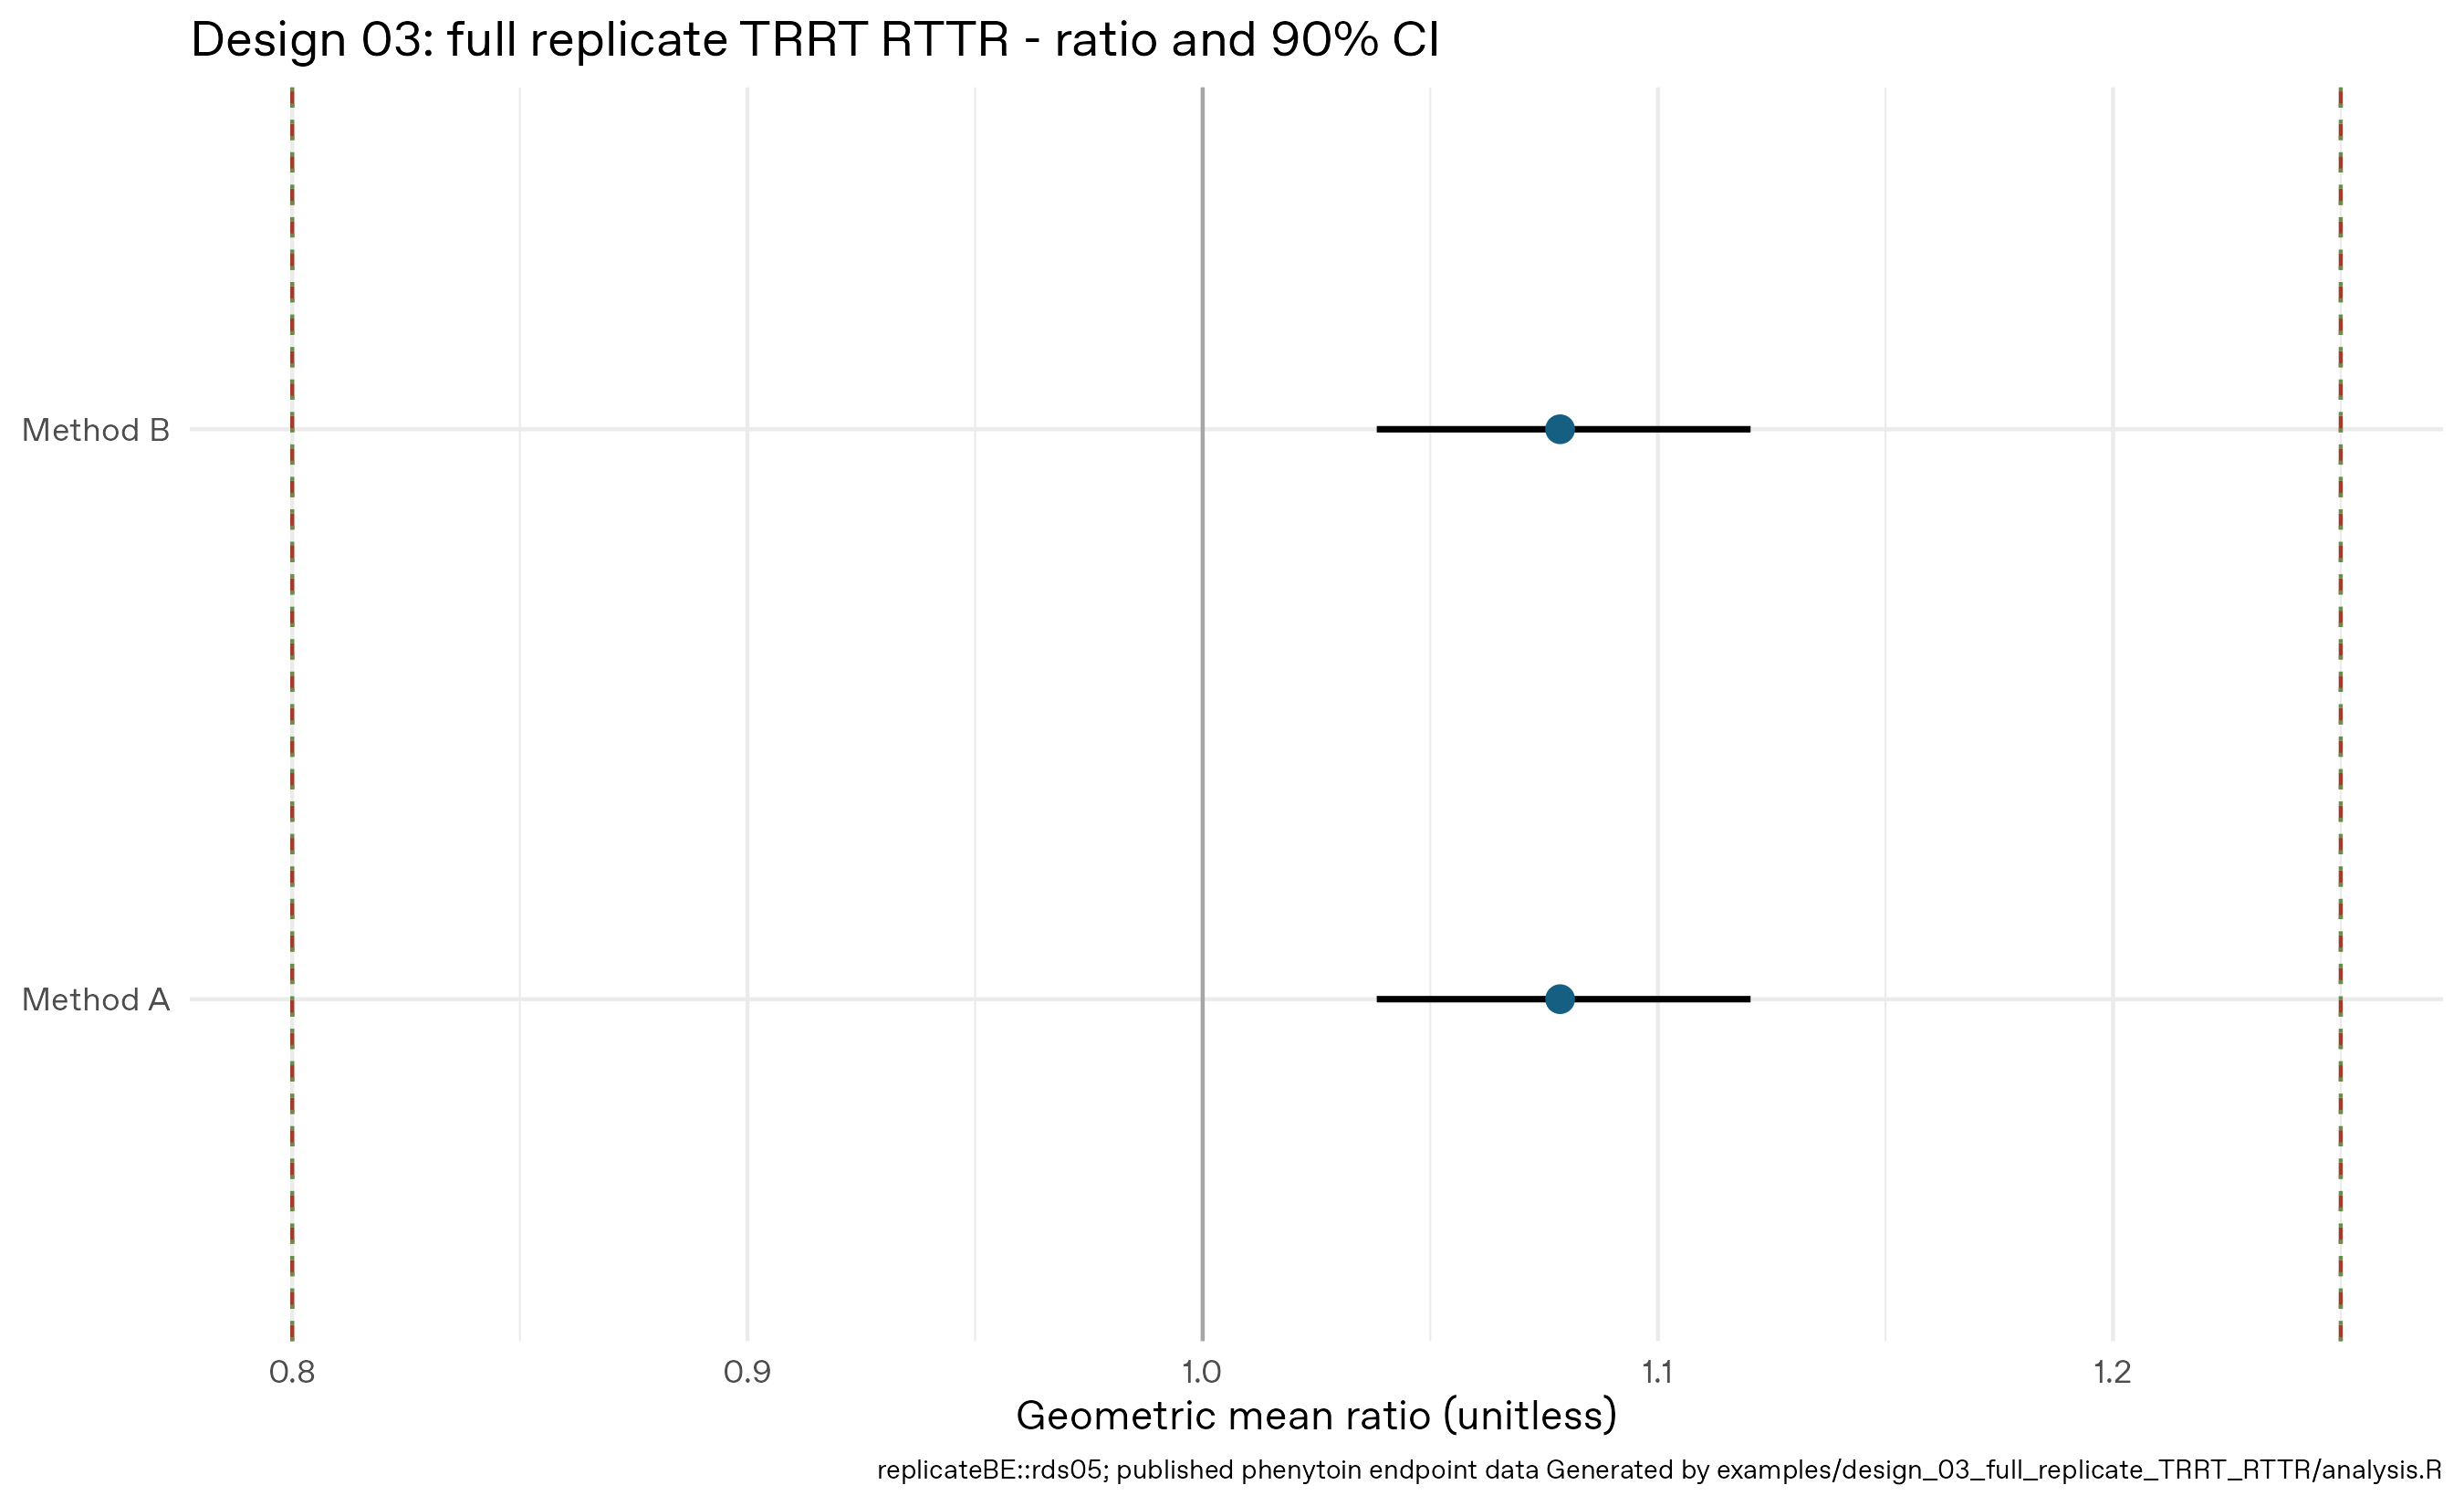 Design 03: full replicate TRRT RTTR - ratio and 90% CI
Method B
Method A
0.8
0.9
1.0
1.1
1.2
Geometric mean ratio (unitless)
replicateBE::rds05; published phenytoin endpoint data Generated by examples/design_03_full_replicate_TRRT_RTTR/analysis.R